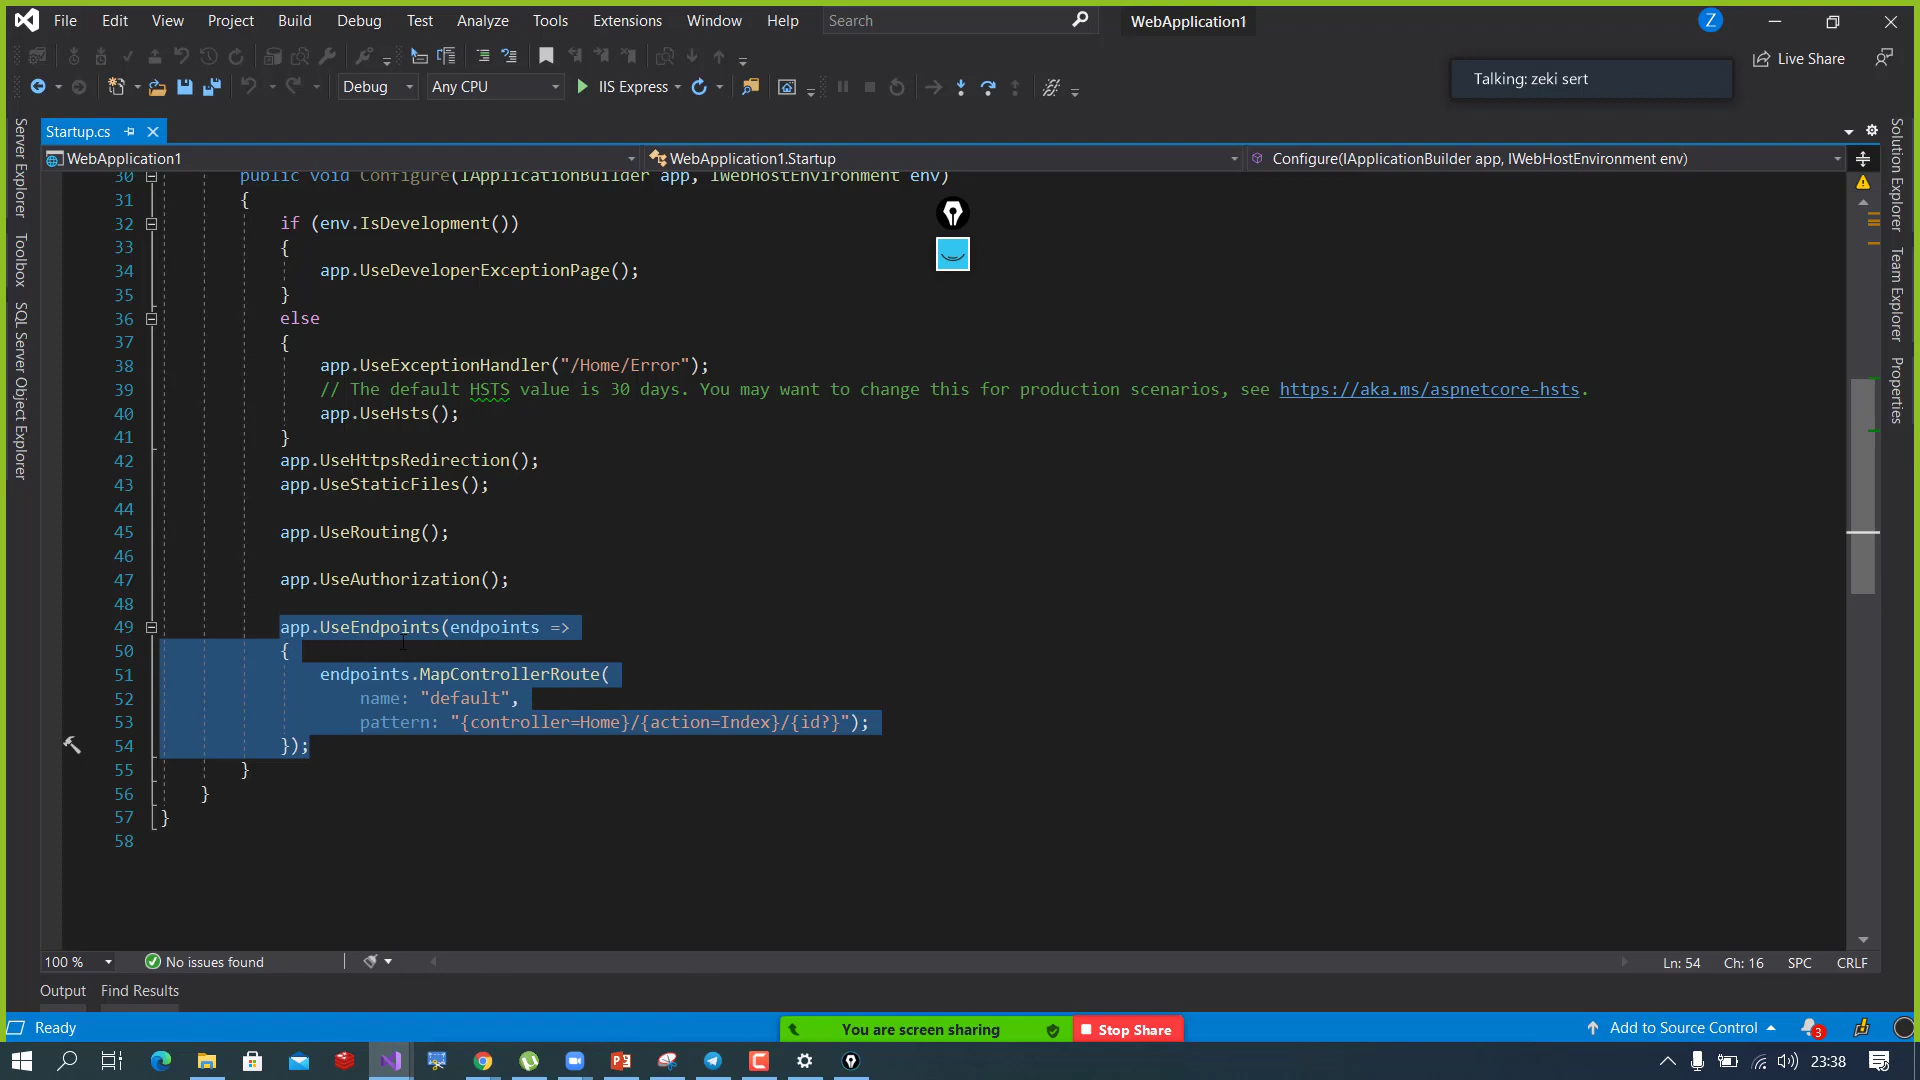 File Edit View Project Build Debug Test Analyze Tools Extensions Window Help Search WebApplication1 Z
Live Share
Debug Any CPU IIS Express
Talking: zeki sert
Startup.cs
WebApplication1 WebApplication1.Startup Configure(IApplicationBuilder app, IWebHostEnvironment env)
30 public void Configure(IApplicationBuilder app, IWebHostEnvironment env)
31 {
32 if (env.IsDevelopment())
33 {
34 app.UseDeveloperExceptionPage();
35 }
36 else
37 {
38 app.UseExceptionHandler("/Home/Error");
39 // The default HSTS value is 30 days. You may want to change this for production scenarios, see https://aka.ms/aspnetcore-hsts.
40 app.UseHsts();
41 }
42 app.UseHttpsRedirection();
43 app.UseStaticFiles();
44
45 app.UseRouting();
46
47 app.UseAuthorization();
48
49 app.UseEndpoints(endpoints =>
50 {
51 endpoints.MapControllerRoute(
52 name: "default",
53 pattern: "{controller=Home}/{action=Index}/{id?}");
54 });
55 }
56 }
57 }
58
Server Explorer
Toolbox
SQL Server Object Explorer
Solution Explorer
Team Explorer
Properties
100 % No issues found Ln: 54 Ch: 16 SPC CRLF
Output Find Results
Ready You are screen sharing Stop Share Add to Source Control 3
23:38